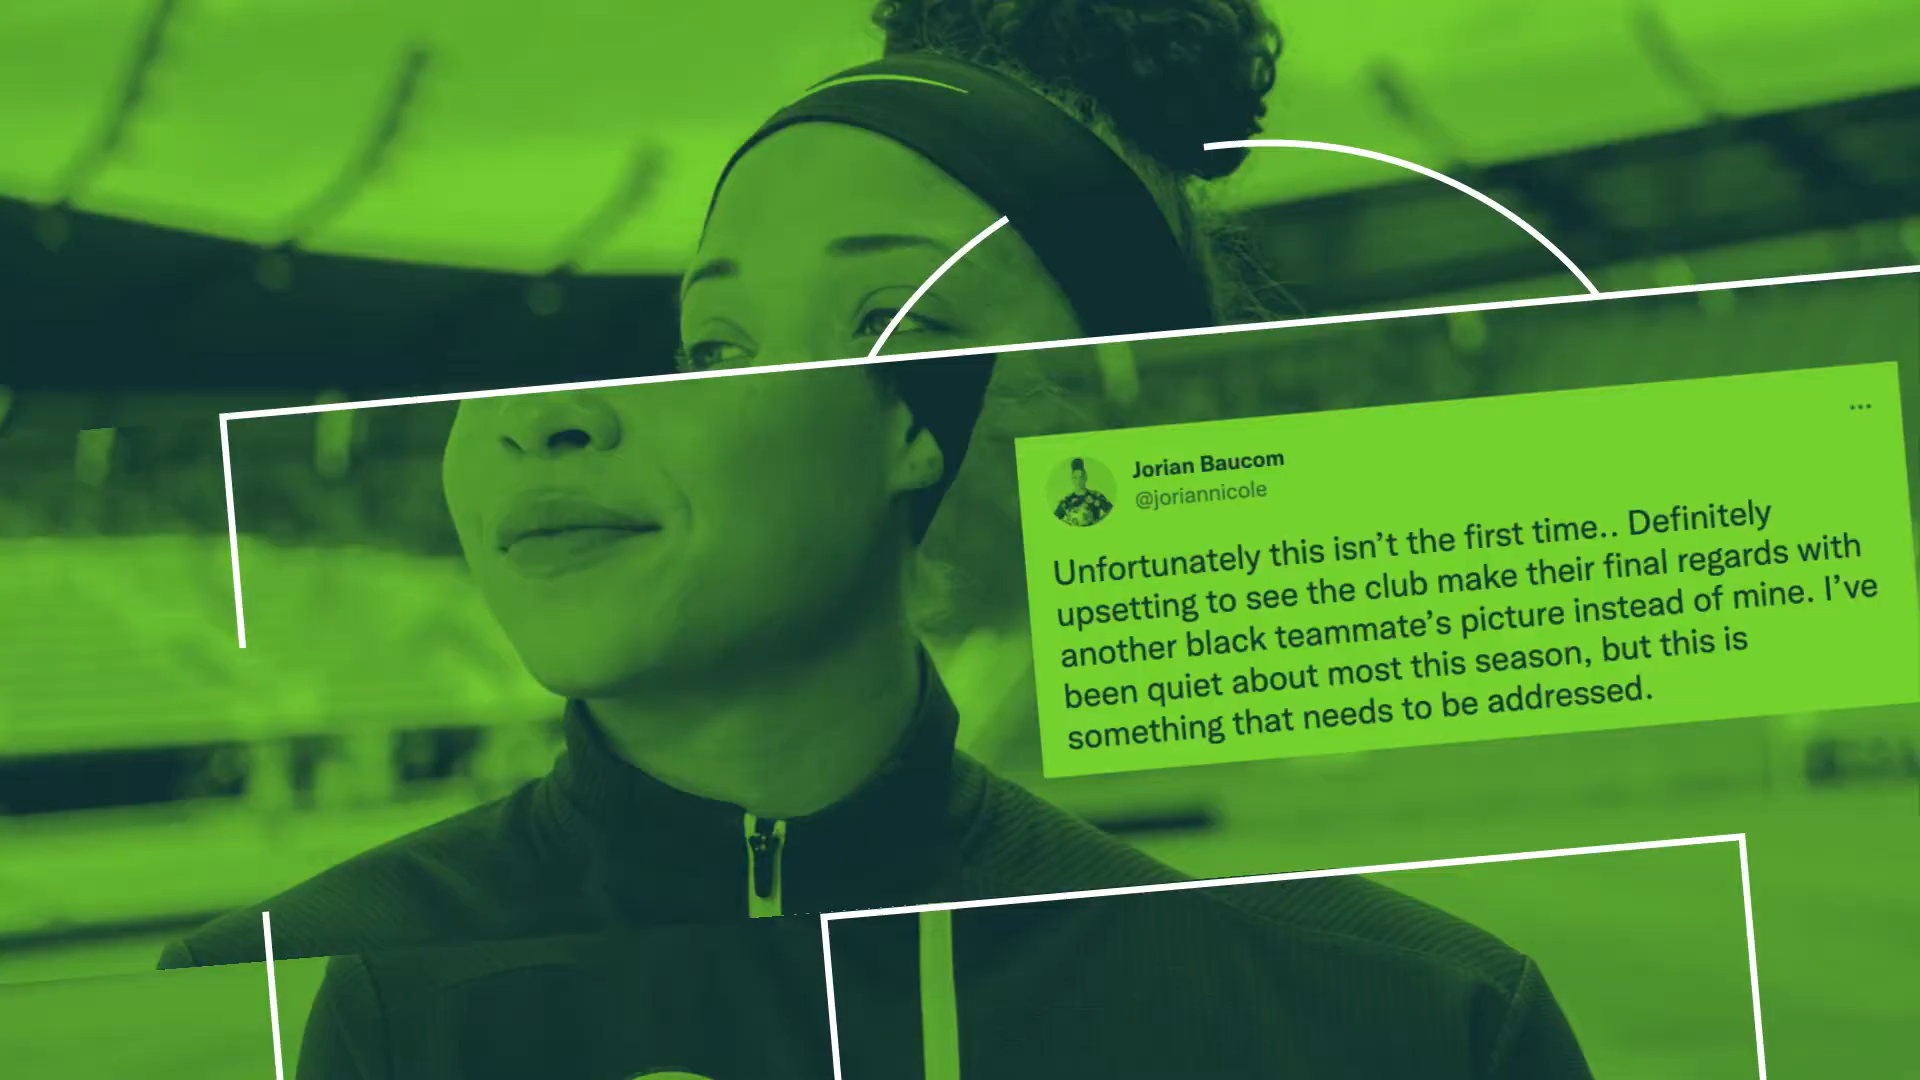 Jorian Baucom
@joriannicole
Unfortunately this isn’t the first time.. Definitely
upsetting to see the club make their final regards with
another black teammate’s picture instead of mine. I’ve
been quiet about most this season, but this is
something that needs to be addressed.